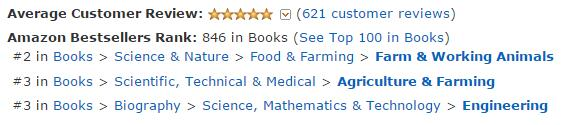 Average Customer Review: (621 customer reviews)
Amazon Bestsellers Rank: 846 in Books (See Top 100 in Books)
#2 in Books > Science & Nature > Food & Farming > Farm & Working Animals
#3 in Books > Scientific, Technical & Medical > Agriculture & Farming
#3 in Books > Biography > Science, Mathematics & Technology > Engineering